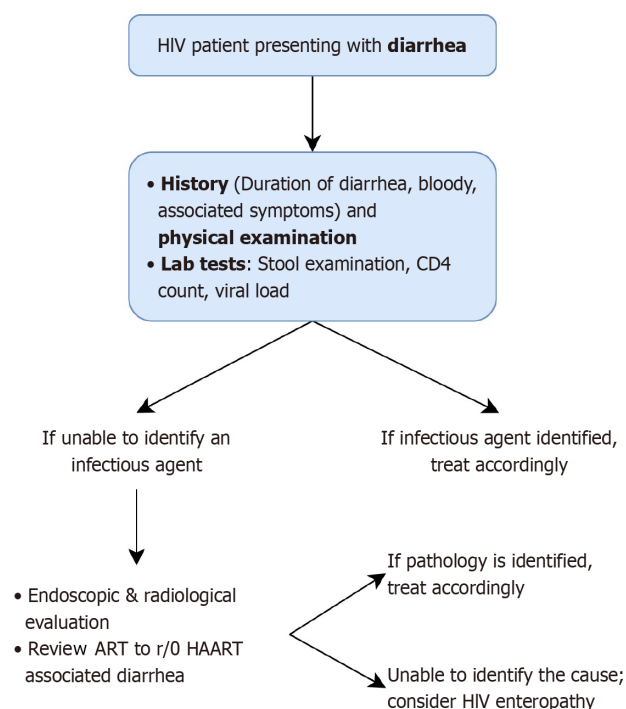 HIV patient presenting with diarrhea
• History (Duration of diarrhea, bloody,
associated symptoms) and
physical examination
• Lab tests: Stool examination, CD4
count, viral load
If unable to identify an
infectious agent
If infectious agent identified,
treat accordingly
• Endoscopic & radiological
evaluation
• Review ART to r/0 HAART
associated diarrhea
If pathology is identified,
treat accordingly
Unable to identify the cause;
consider HIV enteropathy